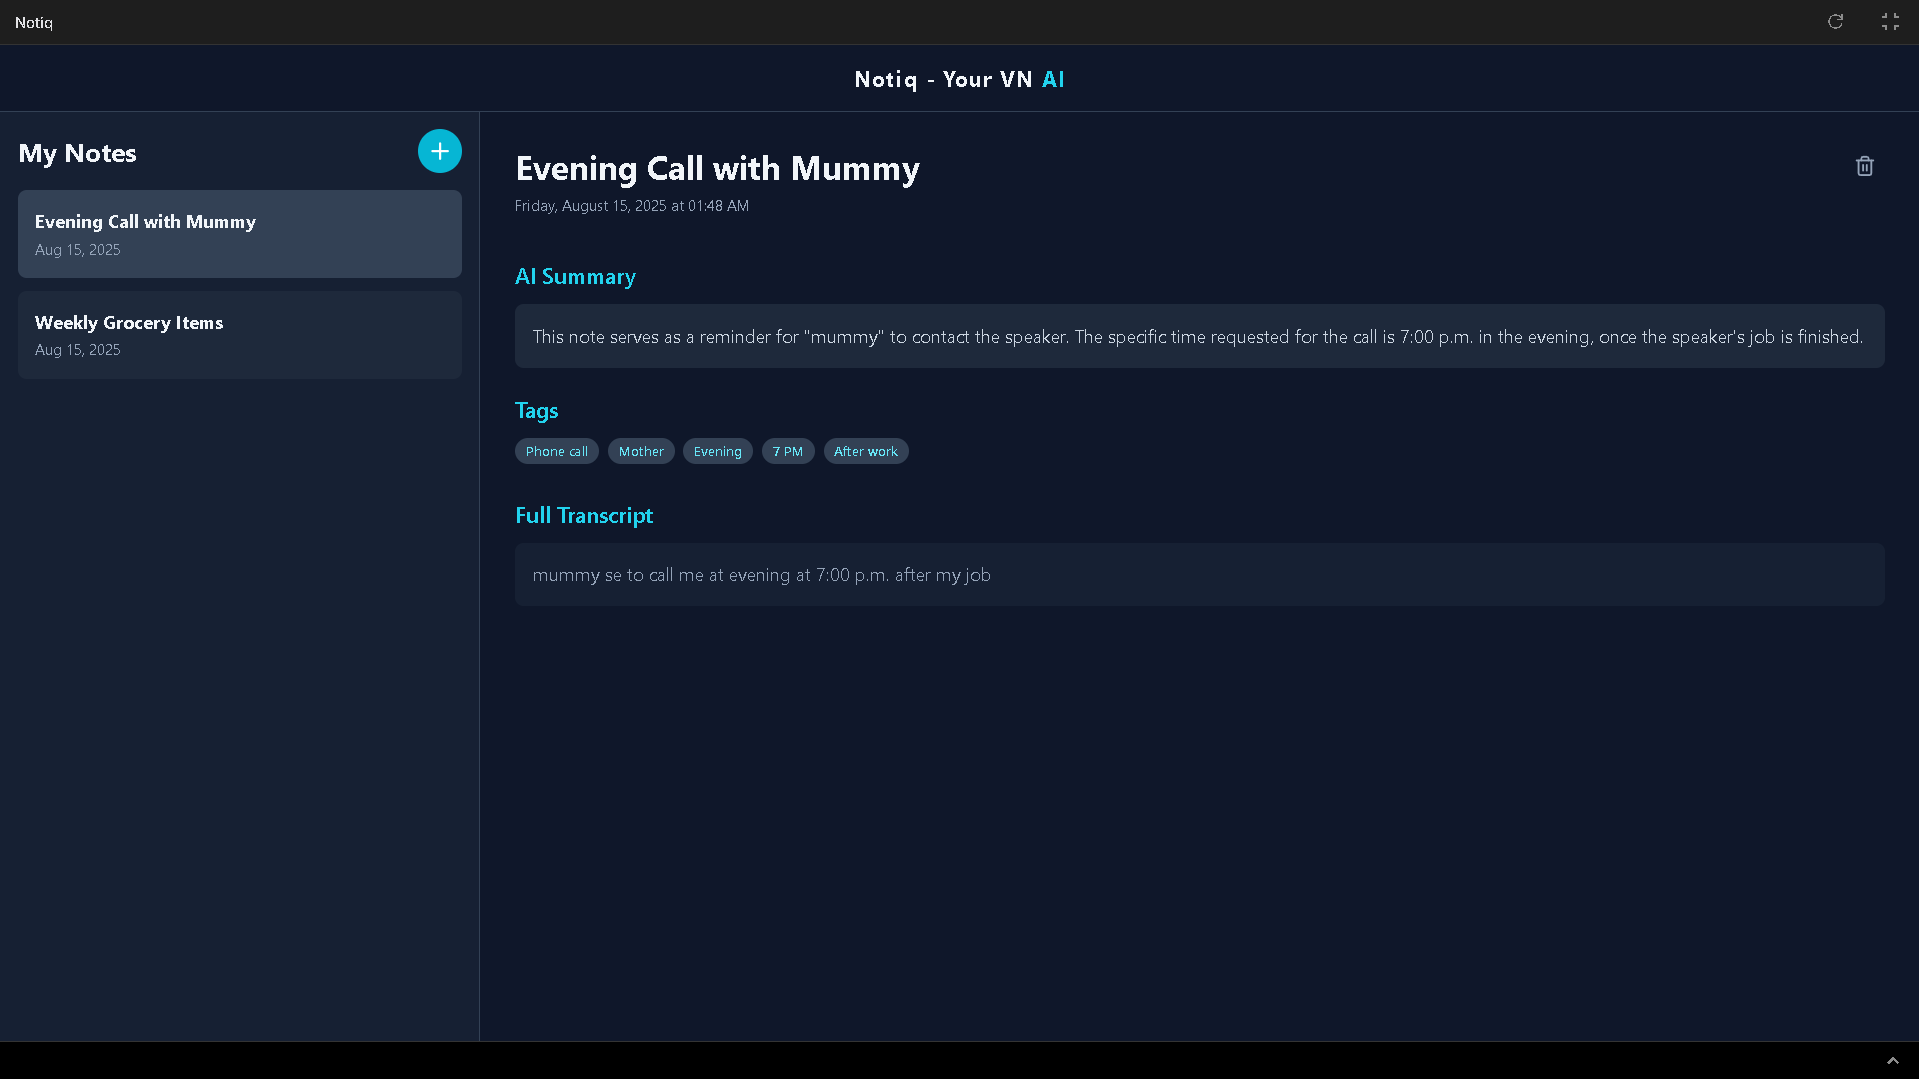 Notiq
Notiq - Your VN AI
My Notes
Evening Call with Mummy
Aug 15, 2025
Weekly Grocery Items
Aug 15, 2025
Evening Call with Mummy
Friday, August 15, 2025 at 01:48 AM
AI Summary
This note serves as a reminder for "mummy" to contact the speaker. The specific time requested for the call is 7:00 p.m. in the evening, once the speaker's job is finished.
Tags
Phone call Mother Evening 7 PM After work
Full Transcript
mummy se to call me at evening at 7:00 p.m. after my job